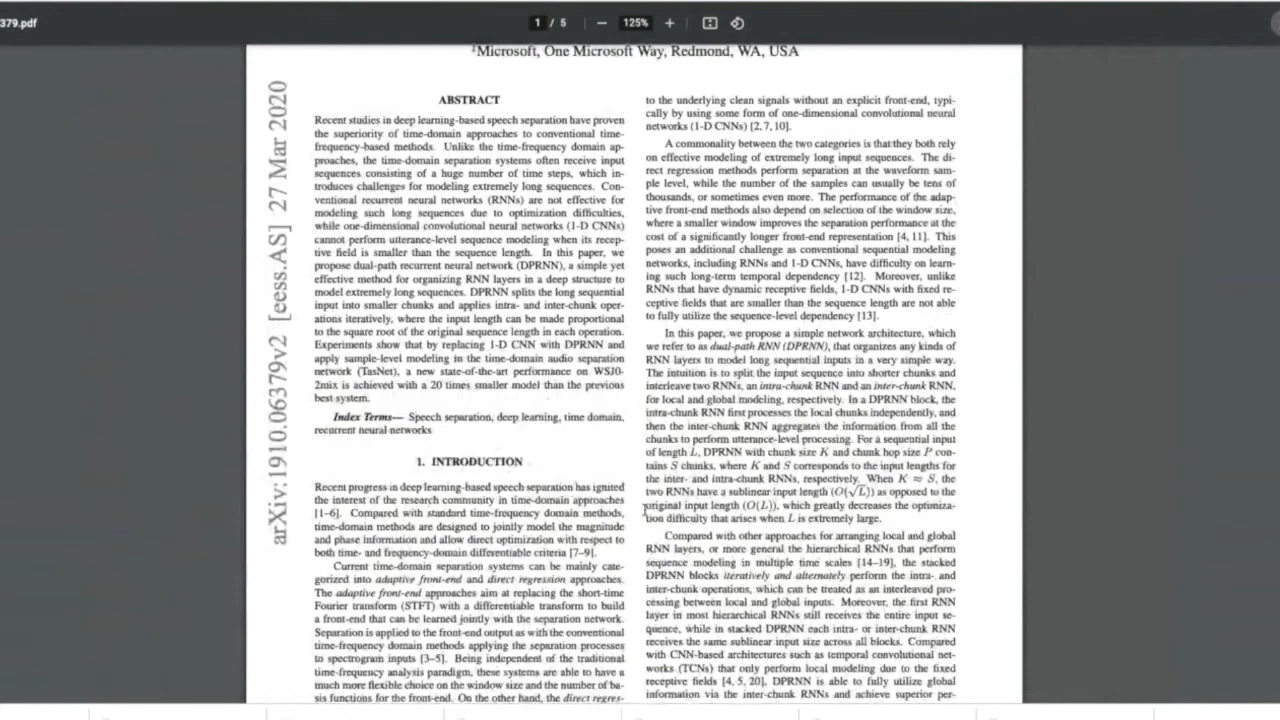 379.pdf
1 / 5
125%
¹Microsoft, One Microsoft Way, Redmond, WA, USA
arXiv:1910.06379v2 [eess.AS] 27 Mar 2020
ABSTRACT
Recent studies in deep learning-based speech separation have proven
the superiority of time-domain approaches to conventional time-
frequency-based methods. Unlike the time-frequency domain ap-
proaches, the time-domain separation systems often receive input
sequences consisting of a huge number of time steps, which in-
troduces challenges for modeling extremely long sequences. Con-
ventional recurrent neural networks (RNNs) are not effective for
modeling such long sequences due to optimization difficulties,
while one-dimensional convolutional neural networks (1-D CNNs)
cannot perform utterance-level sequence modeling when its recep-
tive field is smaller than the sequence length. In this paper, we
propose dual-path recurrent neural network (DPRNN), a simple yet
effective method for organizing RNN layers in a deep structure to
model extremely long sequences. DPRNN splits the long sequential
input into smaller chunks and applies intra- and inter-chunk oper-
ations iteratively, where the input length can be made proportional
to the square root of the original sequence length in each operation.
Experiments show that by replacing 1-D CNN with DPRNN and
apply sample-level modeling in the time-domain audio separation
network (TasNet), a new state-of-the-art performance on WSJ0-
2mix is achieved with a 20 times smaller model than the previous
best system.
Index Terms— Speech separation, deep learning, time domain,
recurrent neural networks
1. INTRODUCTION
Recent progress in deep learning-based speech separation has ignited
the interest of the research community in time-domain approaches
[1–6]. Compared with standard time-frequency domain methods,
time-domain methods are designed to jointly model the magnitude
and phase information and allow direct optimization with respect to
both time- and frequency-domain differentiable criteria [7–9].
Current time-domain separation systems can be mainly cate-
gorized into adaptive front-end and direct regression approaches.
The adaptive front-end approaches aim at replacing the short-time
Fourier transform (STFT) with a differentiable transform to build
a front-end that can be learned jointly with the separation network.
Separation is applied to the front-end output as with the conventional
time-frequency domain methods applying the separation processes
to spectrogram inputs [3–5]. Being independent of the traditional
time-frequency analysis paradigm, these systems are able to have a
much more flexible choice on the window size and the number of ba-
sis functions for the front-end. On the other hand, the direct regres-
to the underlying clean signals without an explicit front-end, typi-
cally by using some form of one-dimensional convolutional neural
networks (1-D CNNs) [2, 7, 10].
A commonality between the two categories is that they both rely
on effective modeling of extremely long input sequences. The di-
rect regression methods perform separation at the waveform sam-
ple level, while the number of the samples can usually be tens of
thousands, or sometimes even more. The performance of the adap-
tive front-end methods also depend on selection of the window size,
where a smaller window improves the separation performance at the
cost of a significantly longer front-end representation [4, 11]. This
poses an additional challenge as conventional sequential modeling
networks, including RNNs and 1-D CNNs, have difficulty on learn-
ing such long-term temporal dependency [12]. Moreover, unlike
RNNs that have dynamic receptive fields, 1-D CNNs with fixed re-
ceptive fields that are smaller than the sequence length are not able
to fully utilize the sequence-level dependency [13].
In this paper, we propose a simple network architecture, which
we refer to as dual-path RNN (DPRNN), that organizes any kinds of
RNN layers to model long sequential inputs in a very simple way.
The intuition is to split the input sequence into shorter chunks and
interleave two RNNs, an intra-chunk RNN and an inter-chunk RNN,
for local and global modeling, respectively. In a DPRNN block, the
intra-chunk RNN first processes the local chunks independently, and
then the inter-chunk RNN aggregates the information from all the
chunks to perform utterance-level processing. For a sequential input
of length L, DPRNN with chunk size K and chunk hop size P con-
tains S chunks, where K and S corresponds to the input lengths for
the inter- and intra-chunk RNNs, respectively. When K ≈ S, the
two RNNs have a sublinear input length (O(√L)) as opposed to the
original input length (O(L)), which greatly decreases the optimiza-
tion difficulty that arises when L is extremely large.
Compared with other approaches for arranging local and global
RNN layers, or more general the hierarchical RNNs that perform
sequence modeling in multiple time scales [14–19], the stacked
DPRNN blocks iteratively and alternately perform the intra- and
inter-chunk operations, which can be treated as an interleaved pro-
cessing between local and global inputs. Moreover, the first RNN
layer in most hierarchical RNNs still receives the entire input se-
quence, while in stacked DPRNN each intra- or inter-chunk RNN
receives the same sublinear input size across all blocks. Compared
with CNN-based architectures such as temporal convolutional net-
works (TCNs) that only perform local modeling due to the fixed
receptive fields [4, 5, 20], DPRNN is able to fully utilize global
information via the inter-chunk RNNs and achieve superior per-